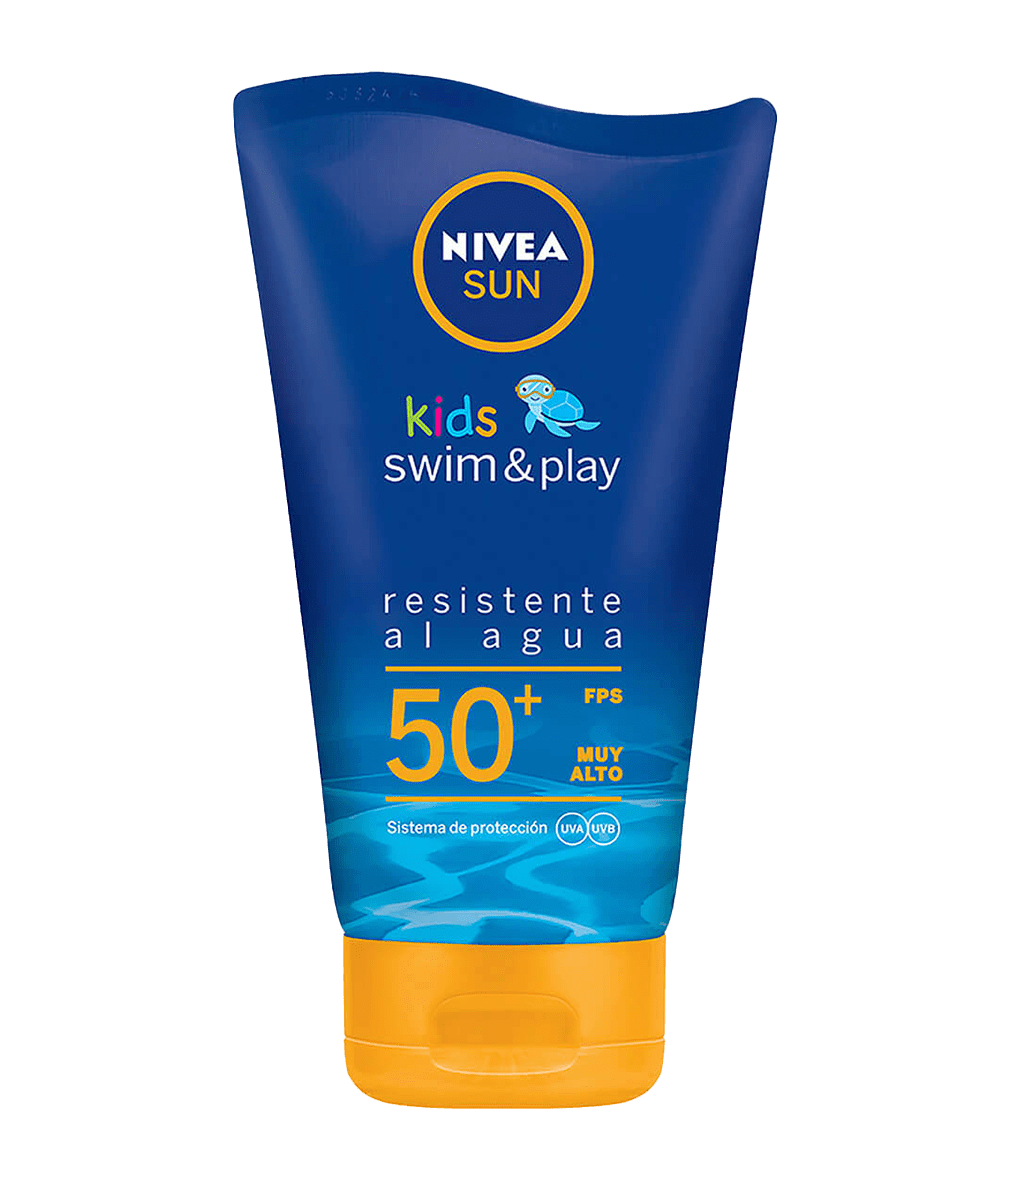 NIVEA
SUN
kids
swim&play
resistente
al agua
50+
FPS
MUY
ALTO
Sistema de protección UVA UVB